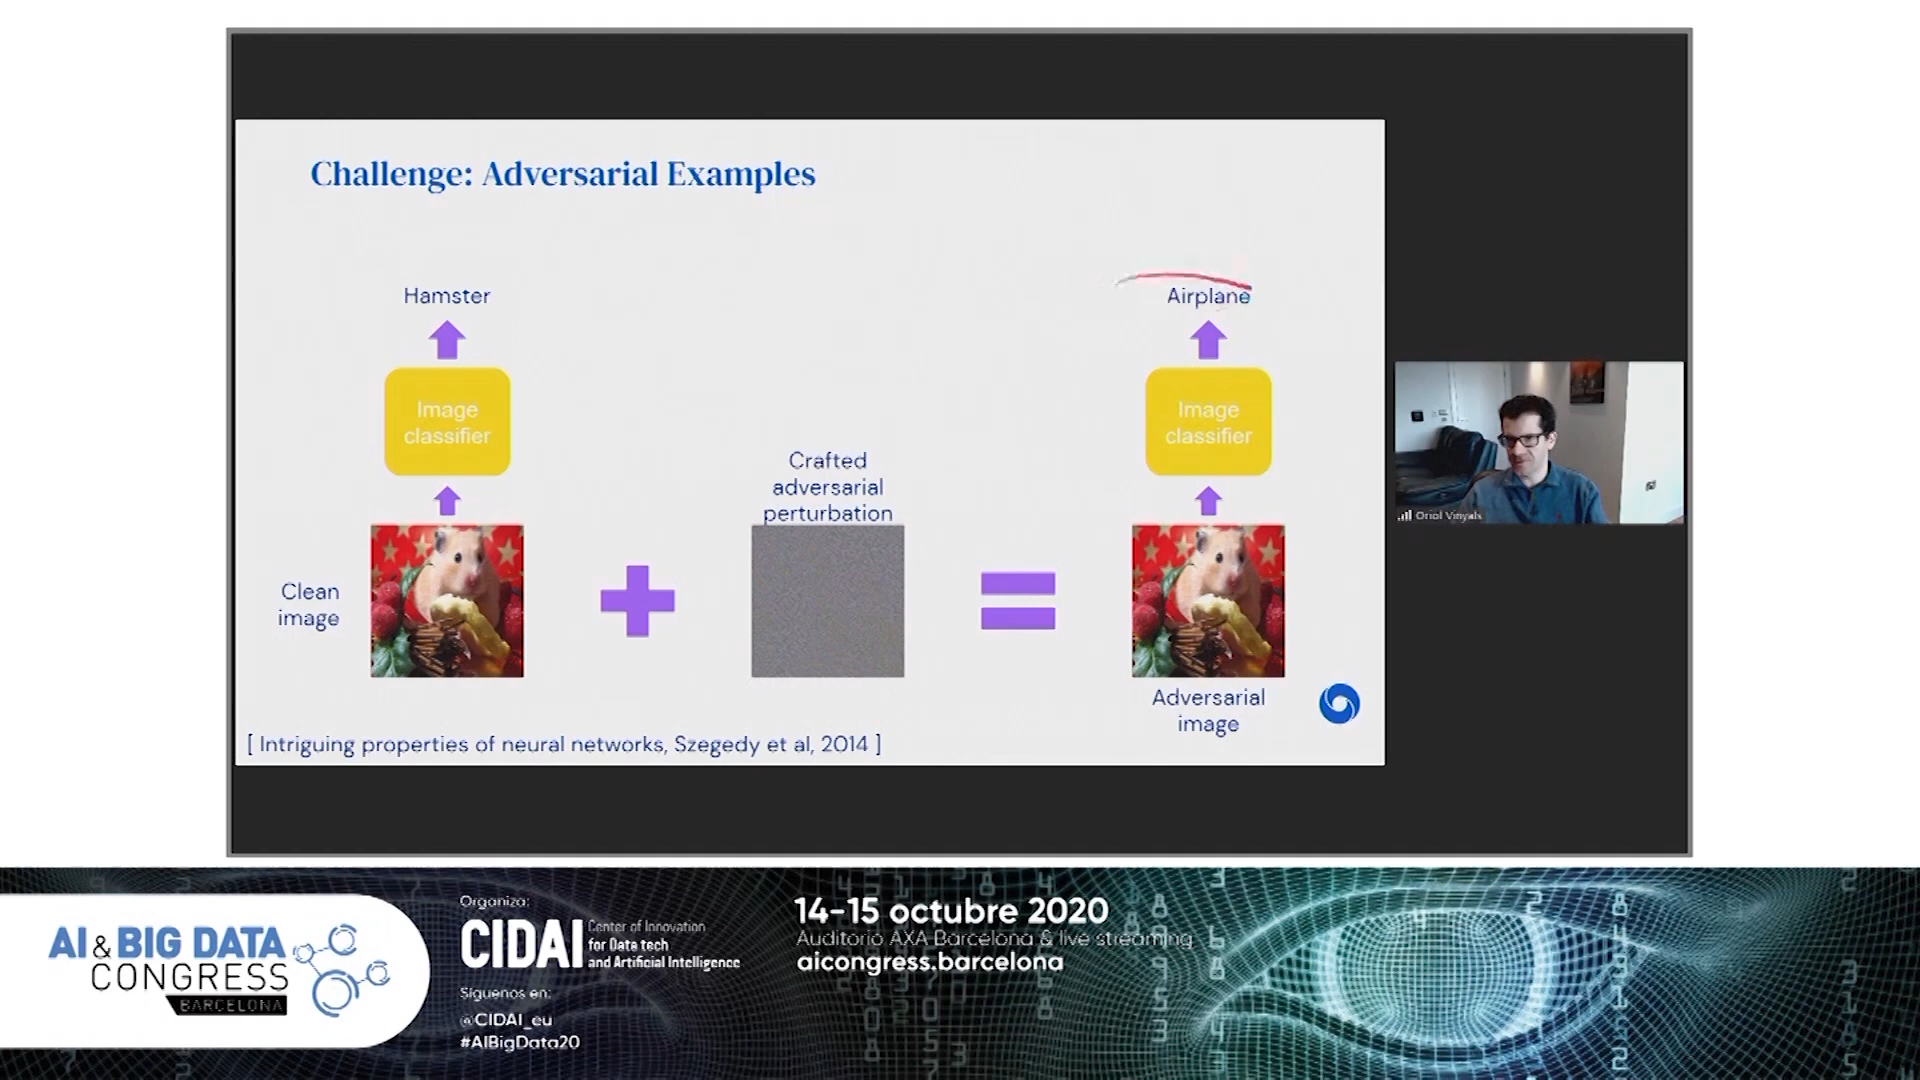 Challenge: Adversarial Examples
Hamster
Airplane
Image
classifier
Image
classifier
Crafted
adversarial
perturbation
Clean
image
Adversarial
image
[ Intriguing properties of neural networks, Szegedy et al, 2014 ]
Oriol Vinyals
AI & BIG DATA
CONGRESS
BARCELONA
Organiza:
CIDAI
Center of Innovation
for Data tech
and Artificial Intelligence
Síguenos en:
@CIDAI_eu
#AIBigData20
14-15 octubre 2020
Auditorio AXA Barcelona & live streaming
aicongress.barcelona